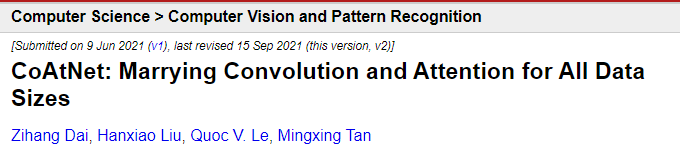 Computer Science > Computer Vision and Pattern Recognition
[Submitted on 9 Jun 2021 (v1), last revised 15 Sep 2021 (this version, v2)]
CoAtNet: Marrying Convolution and Attention for All Data
Sizes
Zihang Dai, Hanxiao Liu, Quoc V. Le, Mingxing Tan